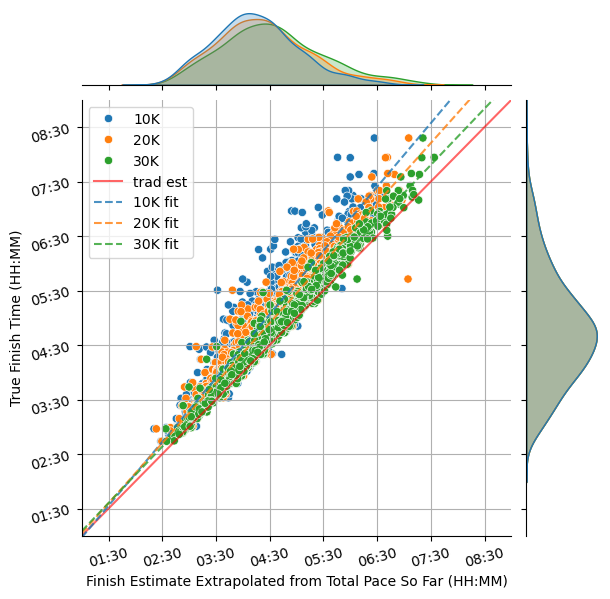 10K
20K
30K
trad est
10K fit
20K fit
30K fit
True Finish Time (HH:MM)
08:30
07:30
06:30
05:30
04:30
03:30
02:30
01:30
01:30 02:30 03:30 04:30 05:30 06:30 07:30 08:30
Finish Estimate Extrapolated from Total Pace So Far (HH:MM)